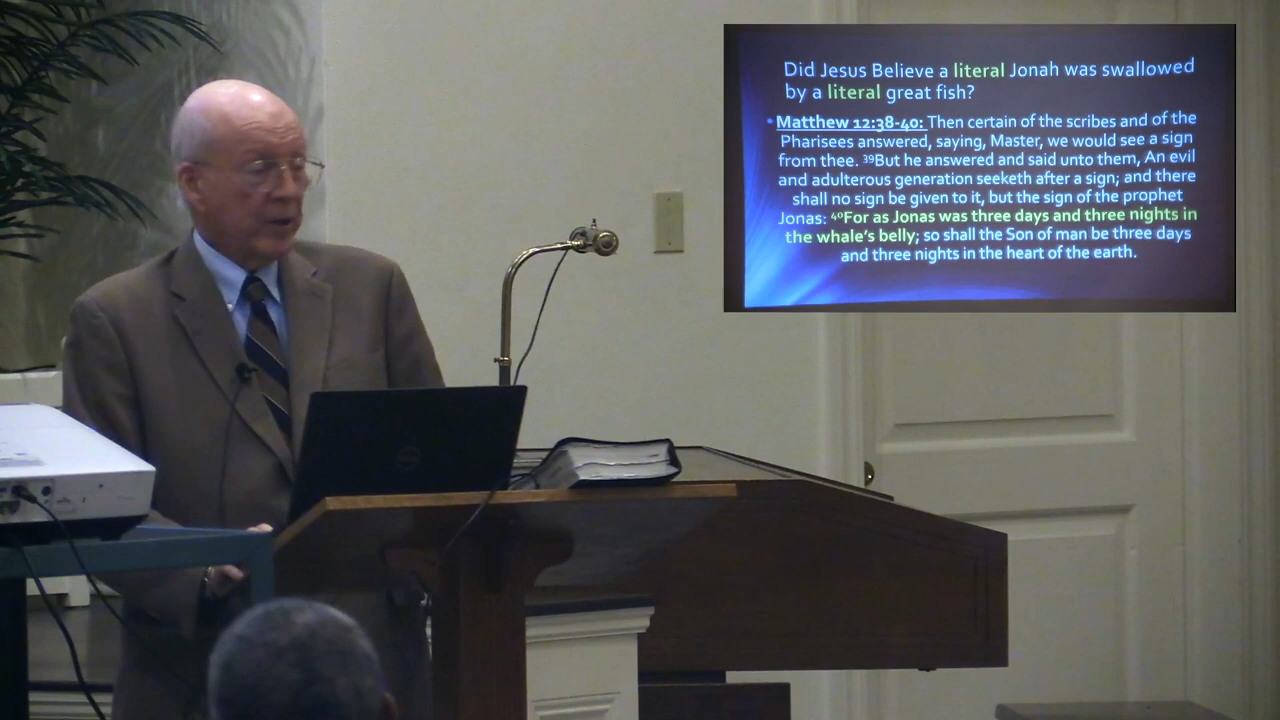 Did Jesus Believe a literal Jonah was swallowed
by a literal great fish?
• Matthew 12:38-40: Then certain of the scribes and of the
Pharisees answered, saying, Master, we would see a sign
from thee. ³⁹But he answered and said unto them, An evil
and adulterous generation seeketh after a sign; and there
shall no sign be given to it, but the sign of the prophet
Jonas: ⁴⁰For as Jonas was three days and three nights in
the whale's belly; so shall the Son of man be three days
and three nights in the heart of the earth.